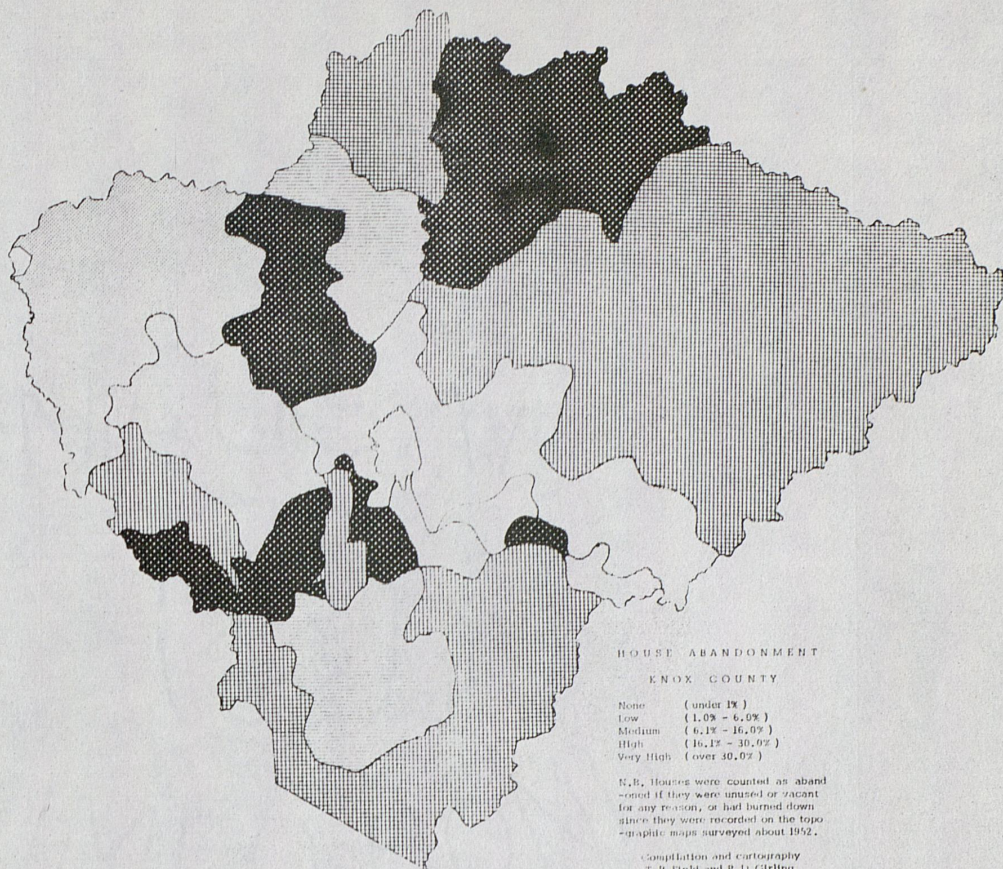 HOUSE ABANDONMENT
KNOX COUNTY
None ( under 1% )
Low ( 1.0% - 6.0% )
Medium ( 6.1% - 16.0% )
High ( 16.1% - 30.0% )
Very High ( over 30.0% )
N.B. Houses were counted as aband
-oned if they were unused or vacant
for any reason, or had burned down
since they were recorded on the topo
-graphic maps surveyed about 1952.
Compilation and cartography